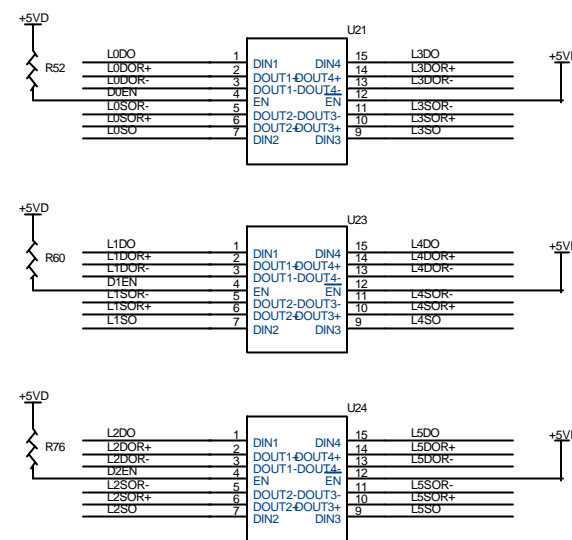 +5VD
U21
R52
L0DO 1 DIN1 DIN4 15 L3DO +5V
L0DOR+ 2 DOUT1+ DOUT4+ 14 L3DOR+
L0DOR- 3 DOUT1- DOUT4- 13 L3DOR-
D0EN 4 EN EN 12
L0SOR- 5 DOUT2- DOUT3- 11 L3SOR-
L0SOR+ 6 DOUT2+ DOUT3+ 10 L3SOR+
L0SO 7 DIN2 DIN3 9 L3SO
+5VD
U23
R60
L1DO 1 DIN1 DIN4 15 L4DO +5V
L1DOR+ 2 DOUT1+ DOUT4+ 14 L4DOR+
L1DOR- 3 DOUT1- DOUT4- 13 L4DOR-
D1EN 4 EN EN 12
L1SOR- 5 DOUT2- DOUT3- 11 L4SOR-
L1SOR+ 6 DOUT2+ DOUT3+ 10 L4SOR+
L1SO 7 DIN2 DIN3 9 L4SO
+5VD
U24
R76
L2DO 1 DIN1 DIN4 15 L5DO +5V
L2DOR+ 2 DOUT1+ DOUT4+ 14 L5DOR+
L2DOR- 3 DOUT1- DOUT4- 13 L5DOR-
D2EN 4 EN EN 12
L2SOR- 5 DOUT2- DOUT3- 11 L5SOR-
L2SOR+ 6 DOUT2+ DOUT3+ 10 L5SOR+
L2SO 7 DIN2 DIN3 9 L5SO